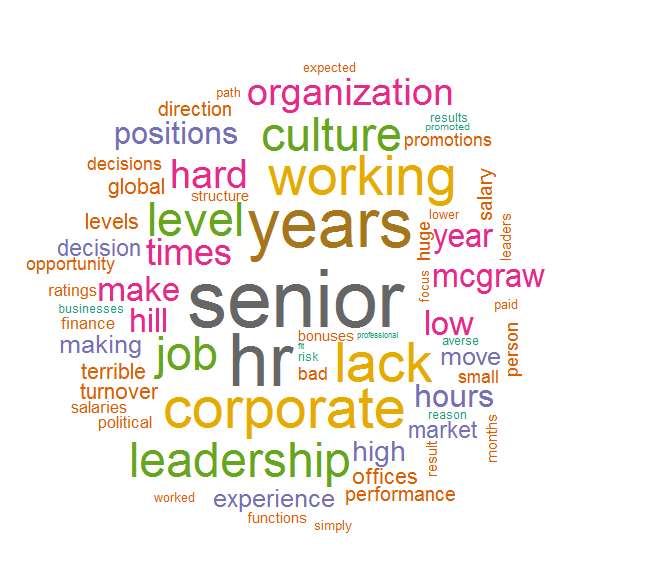 expected
path
organization
direction
results
promoted
positions
culture
promotions
decisions
hard
working
global
structure
salary
levels
level
years
lower
huge
year
leaders
decision
times
opportunity
senior
focus
mcgraw
ratings
make
businesses
paid
finance
hill
low
bonuses
professional
making
job
hr
fit
risk
lack
averse
person
move
terrible
bad
small
turnover
corporate
hours
salaries
reason
political
market
months
leadership
high
result
offices
worked
experience
performance
functions
simply